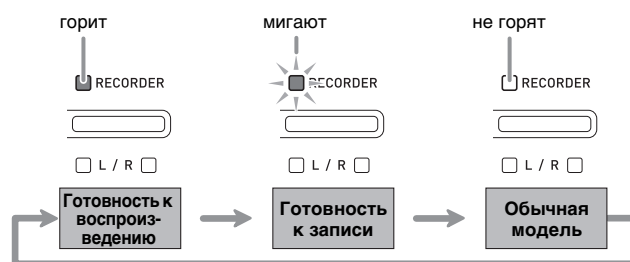 горит
мигают
не горят
RECORDER
RECORDER
RECORDER
L / R
L / R
L / R
Готовность к
воспроиз-
ведению
Готовность
к записи
Обычная
модель